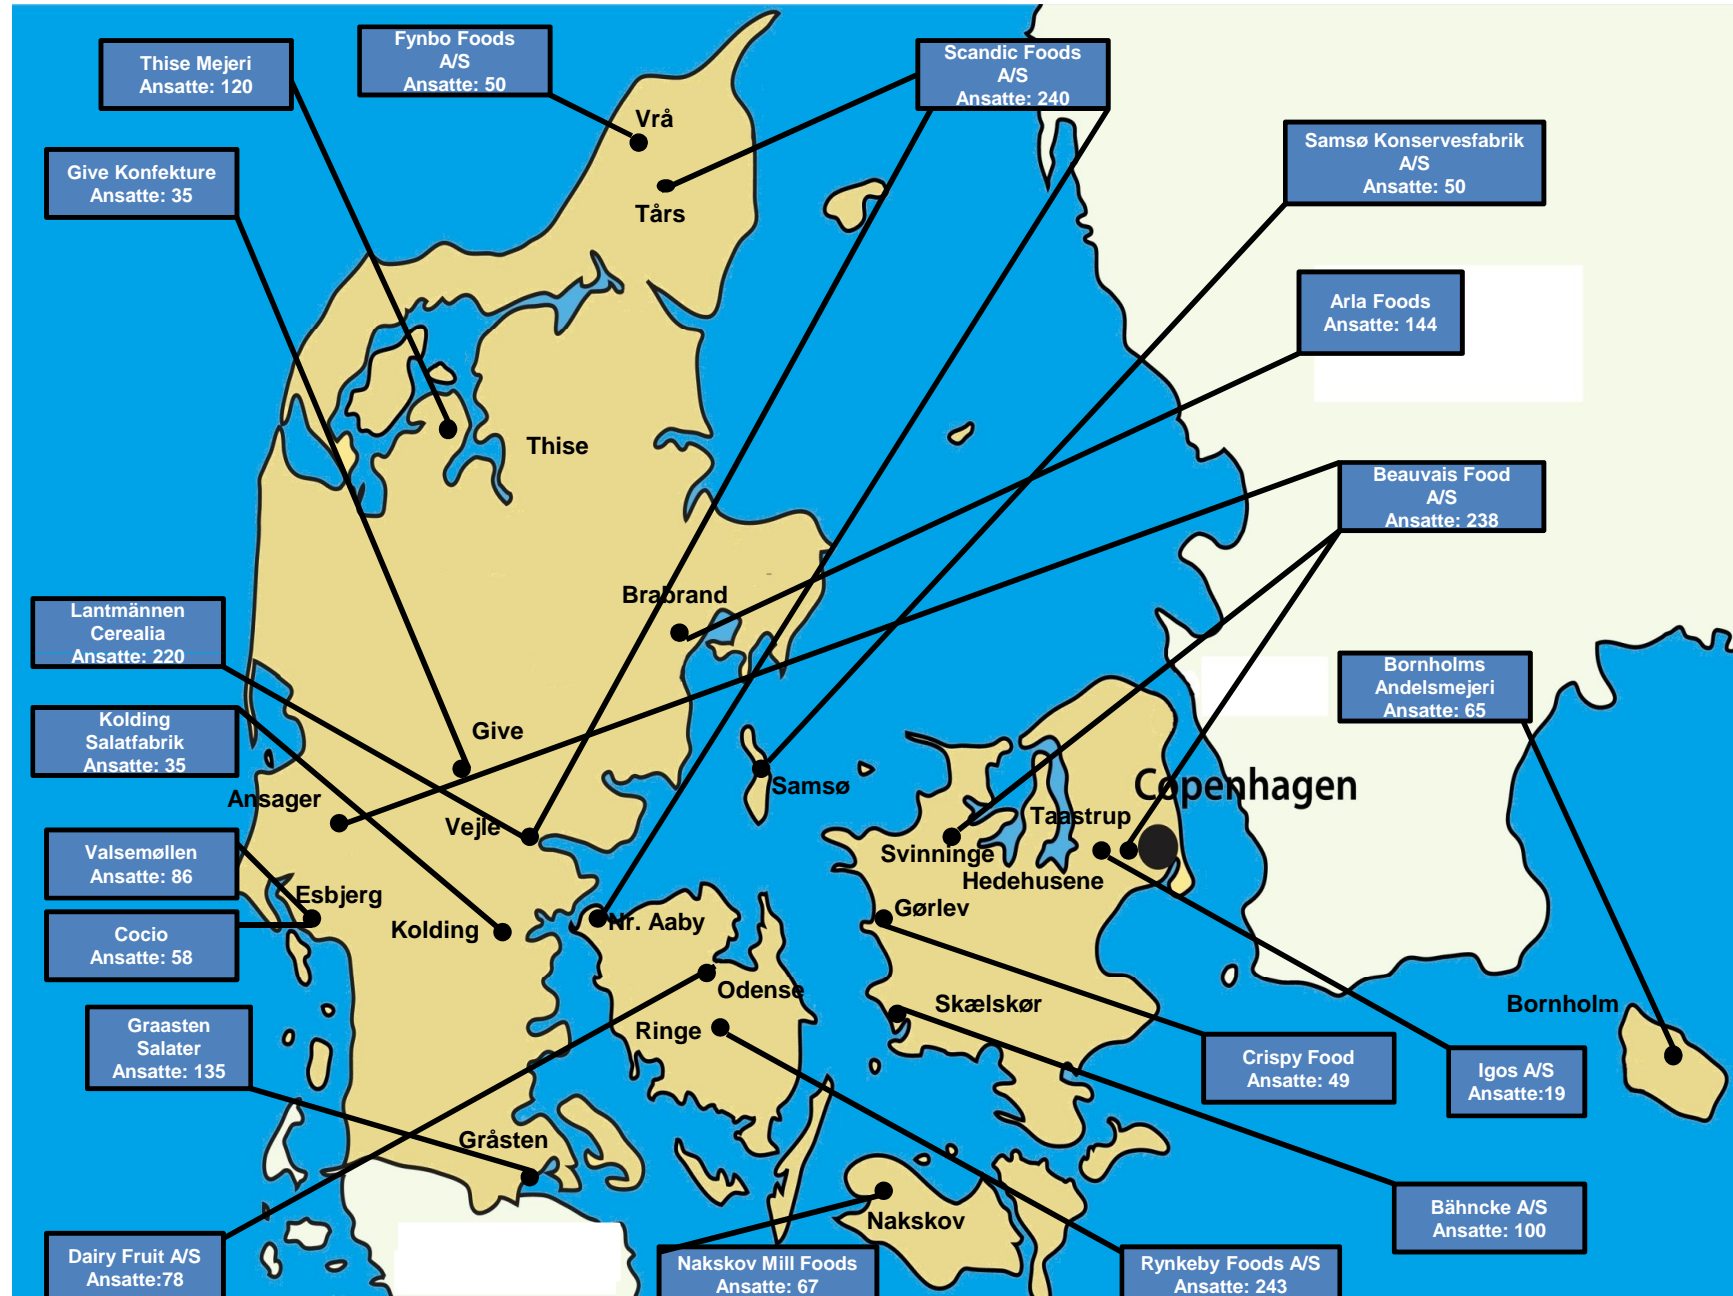 Fynbo Foods
A/S
Ansatte: 50
Thise Mejeri
Ansatte: 120
Scandic Foods
A/S
Ansatte: 240
Vrå
Samsø Konservesfabrik
A/S
Ansatte: 50
Give Konfekture
Ansatte: 35
Tårs
Arla Foods
Ansatte: 144
Thise
Beauvais Food
A/S
Ansatte: 238
Brabrand
Lantmännen
Cerealia
Ansatte: 220
Bornholms
Andelsmejeri
Ansatte: 65
Kolding
Salatfabrik
Ansatte: 35
Give
Samsø
Copenhagen
Ansager
Vejle
Taastrup
Svinninge
Hedehusene
Valsemøllen
Ansatte: 86
Esbjerg
Kolding
Nr. Aaby
Gørlev
Cocio
Ansatte: 58
Odense
Skælskør
Bornholm
Ringe
Graasten
Salater
Ansatte: 135
Crispy Food
Ansatte: 49
Igos A/S
Ansatte:19
Gråsten
Nakskov
Bähncke A/S
Ansatte: 100
Dairy Fruit A/S
Ansatte:78
Nakskov Mill Foods
Ansatte: 67
Rynkeby Foods A/S
Ansatte: 243